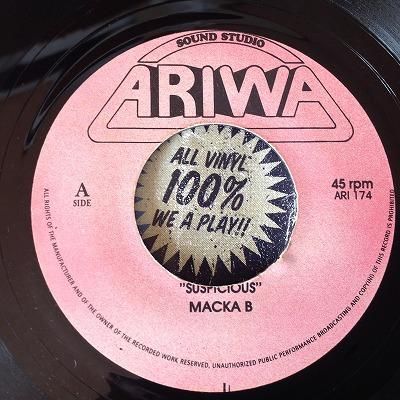 SOUND STUDIO
ARIWA
ALL VINYL
100%
WE A PLAY!!
A
SIDE
45 rpm
ARI 174
"SUSPICIOUS"
MACKA B
ALL RIGHTS OF THE MANUFACTURER AND OF THE OWNER OF THE RECORDED WORK RESERVED, UNAUTHORIZED PUBLIC PERFORMANCE BROADCASTING AND COPYING OF THIS RECORD IS PROHIBITED